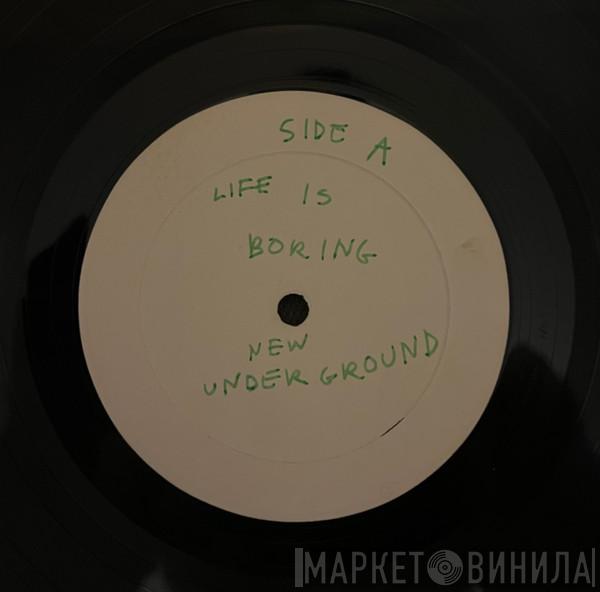 SIDE A
LIFE IS
BORING
NEW
UNDERGROUND
МАРКЕТ ВИНИЛА